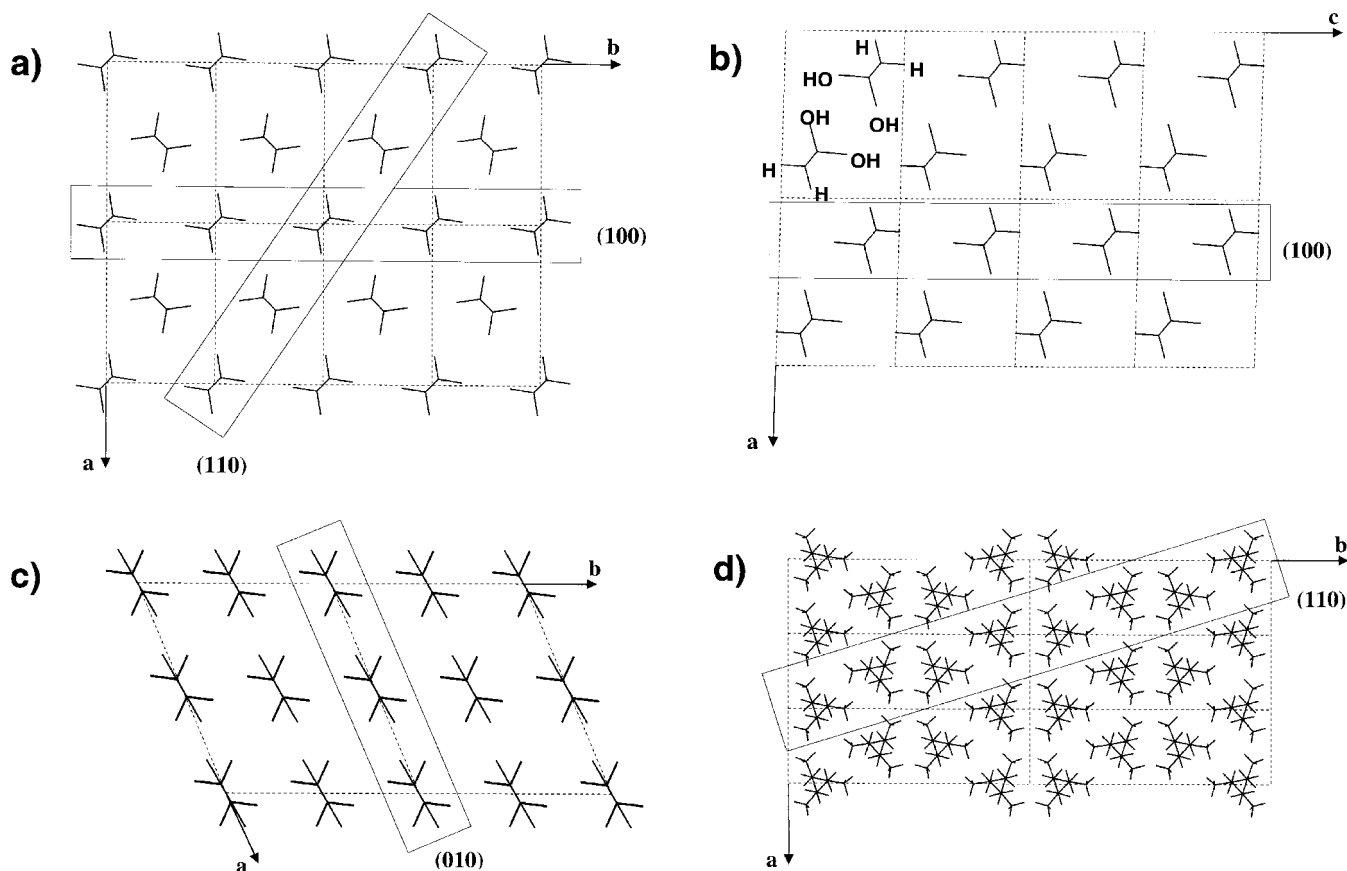 a)
b
(100)
a
(110)
b)
c
H
H
HO
OH
OH
OH
H
H
(100)
a
c)
b
a
(010)
d)
b
(110)
a